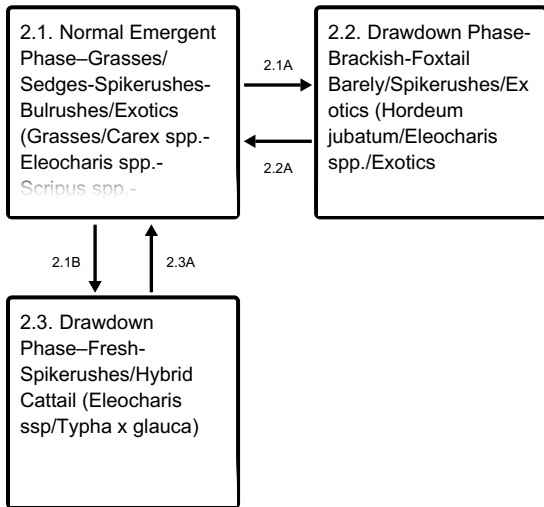 2.1. Normal Emergent
Phase–Grasses/
Sedges-Spikerushes-
Bulrushes/Exotics
(Grasses/Carex spp.-
Eleocharis spp.-
Scripus spp.-
2.1A
2.2A
2.2. Drawdown Phase-
Brackish-Foxtail
Barely/Spikerushes/Ex
otics (Hordeum
jubatum/Eleocharis
spp./Exotics
2.1B
2.3A
2.3. Drawdown
Phase–Fresh-
Spikerushes/Hybrid
Cattail (Eleocharis
ssp/Typha x glauca)